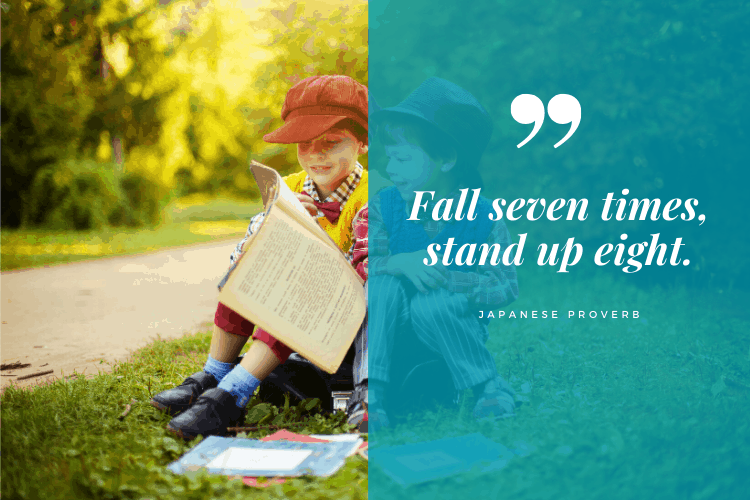 ❞
Fall seven times,
stand up eight.
JAPANESE PROVERB